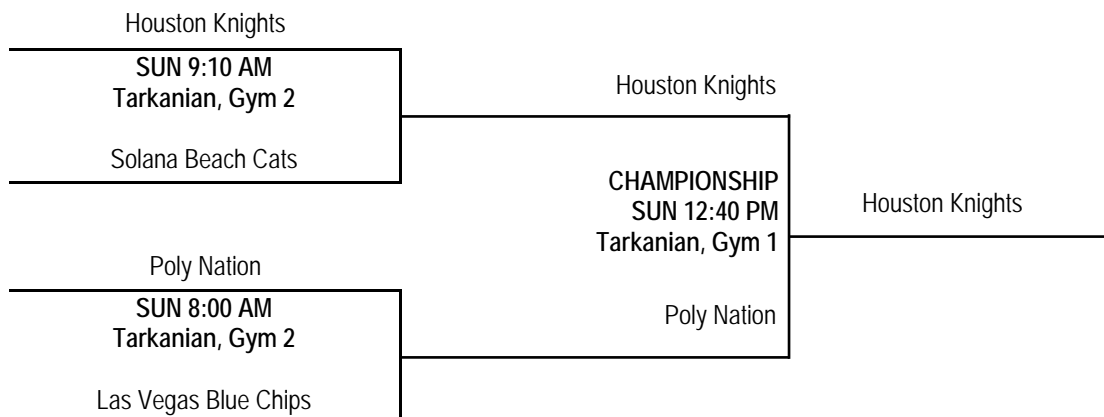 Houston Knights
SUN 9:10 AM
Tarkanian, Gym 2
Solana Beach Cats
Houston Knights
CHAMPIONSHIP
SUN 12:40 PM
Tarkanian, Gym 1
Houston Knights
Poly Nation
SUN 8:00 AM
Tarkanian, Gym 2
Las Vegas Blue Chips
Poly Nation